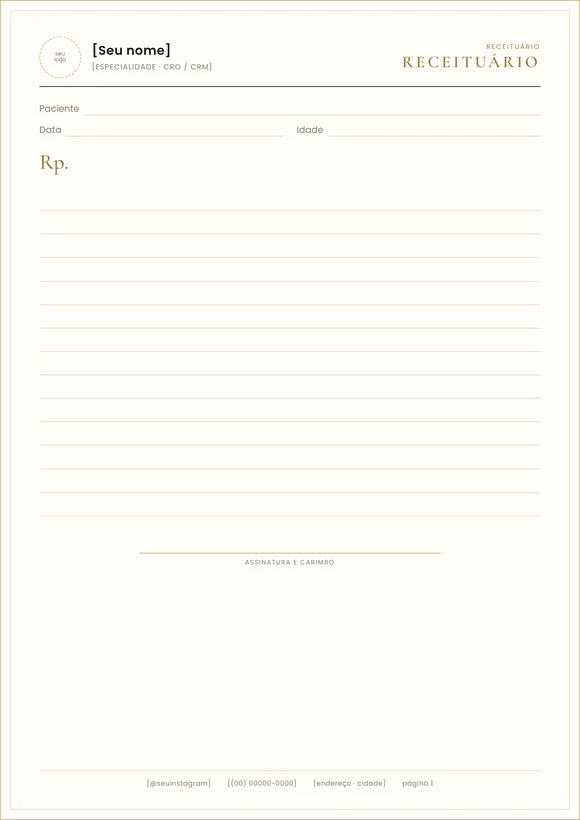 seu
logo
[Seu nome]
[ESPECIALIDADE · CRO / CRM]
RECEITUÁRIO
RECEITUÁRIO
Paciente
Data Idade
Rp.
ASSINATURA E CARIMBO
[@seuinstagram] [(00) 00000-0000] [endereço · cidade] página 1